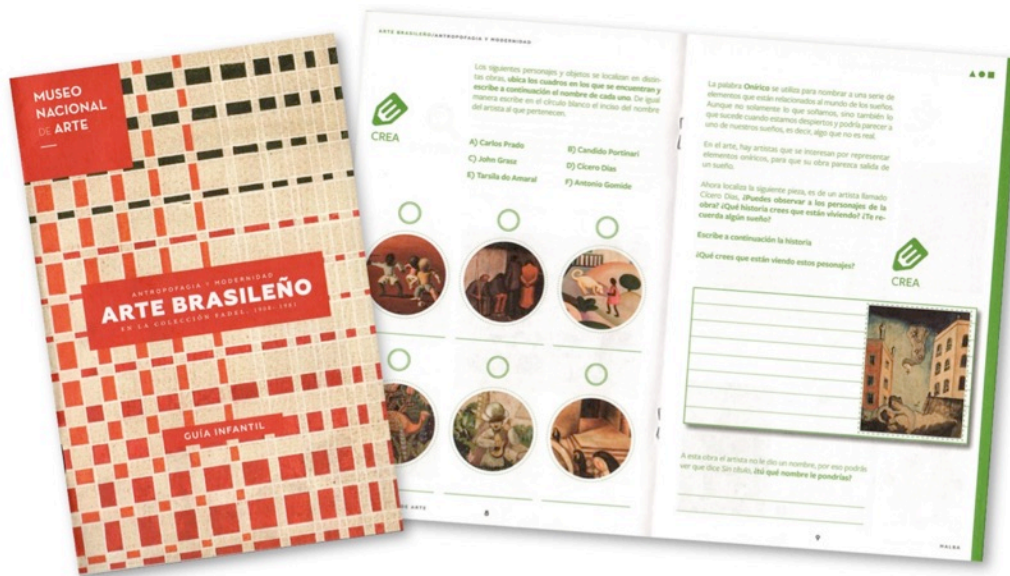 MUSEO
NACIONAL
DE ARTE
ANTROPOFAGIA Y MODERNIDAD
ARTE BRASILEÑO
EN LA COLECCIÓN FADEL
GUÍA INFANTIL
ARTE BRASILEÑO/ANTROPOFAGIA Y MODERNIDAD
CREA
Los siguientes personajes y objetos se localizan en distin-
tas obras, ubica los cuadros en los que se encuentran y
escribe a continuación el nombre de cada uno. De igual
manera escribe en el círculo blanco el inciso del nombre
del artista al que pertenecen.
A) Carlos Prado
B) Candido Portinari
C) John Graez
D) Cícero Dias
E) Tarsila do Amaral
F) Antonio Gomide
DE ARTE
8
La palabra Onírico se utiliza para nombrar a una serie de
elementos que están relacionados al mundo de los sueños.
Aunque no solamente lo que soñamos, sino también lo
que sucede cuando estamos despiertos y podría parecer a
uno de nuestros sueños, es decir, algo que no es real.
En el arte, hay artistas que se interesan por representar
elementos oníricos, para que su obra parezca salida de
un sueño.
Ahora localiza la siguiente pieza, es de un artista llamado
Cícero Dias, ¿Puedes observar a los personajes de la
obra? ¿Qué historia crees que están viviendo? ¿Te re-
cuerda algún sueño?
Escribe a continuación la historia
¿Qué crees que están viendo estos pesonajes?
CREA
A esta obra el artista no le dio un nombre, por eso podrás
ver que dice: Sin título, ¿tú qué nombre le pondrías?
9
MALBA